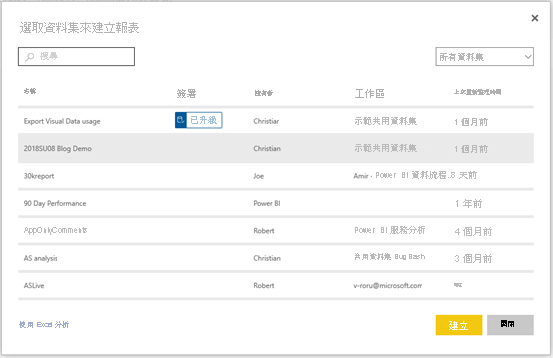 選取資料集來建立報表
搜尋
所有資料集
名稱 簽署 擁有者 工作區 上次重新整理時間
Export Visual Data usage 已升級 Christiar 示範共用資料集 1 個月前
2018SU08 Blog Demo Christian 示範共用資料集 1 個月前
30kreport Joe Amir - Power BI 資料流程 8 天前
90 Day Performance Power BI 1 年前
AppOnlyComments Robert Power BI 服務分析 4 個月前
AS analysis Christian 共用資料集 Bug Bash 3 個月前
ASLive Robert v-roru@microsoft.com
使用 Excel 分析 建立